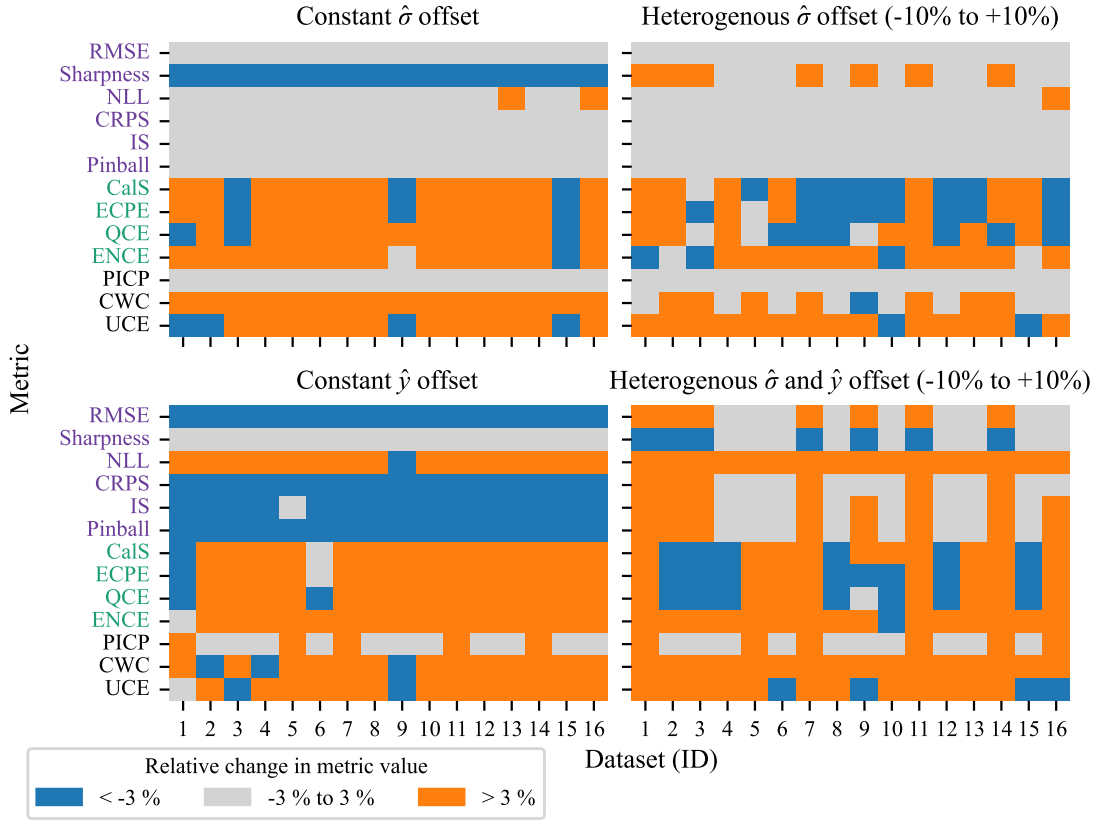 Constant σ̂ offset
Heterogenous σ̂ offset (-10% to +10%)
RMSE
Sharpness
NLL
CRPS
IS
Pinball
CalS
ECPE
QCE
ENCE
PICP
CWC
UCE
Metric
Constant ŷ offset
Heterogenous σ̂ and ŷ offset (-10% to +10%)
RMSE
Sharpness
NLL
CRPS
IS
Pinball
CalS
ECPE
QCE
ENCE
PICP
CWC
UCE
1 2 3 4 5 6 7 8 9 10 11 12 13 14 15 16
1 2 3 4 5 6 7 8 9 10 11 12 13 14 15 16
Dataset (ID)
Relative change in metric value
< -3 %
-3 % to 3 %
> 3 %